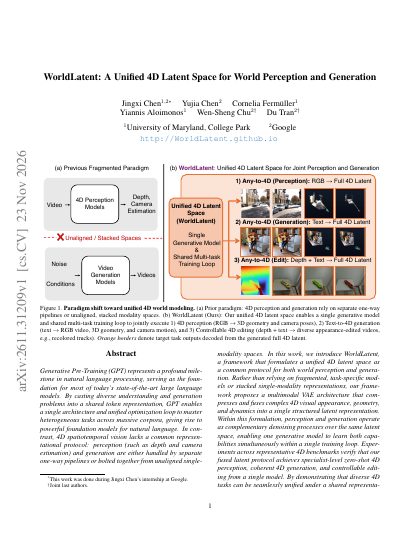 WorldLatent: A Unified 4D Latent Space for World Perception and Generation
Jingxi Chen1,2* Yujia Chen2 Cornelia Fermüller1
Yiannis Aloimonos1 Wen-Sheng Chu2† Du Tran2†
1University of Maryland, College Park 2Google
http://WorldLatent.github.io
arXiv:2611.31209v1 [cs.CV] 23 Nov 2026
(a) Previous Fragmented Paradigm
Video
4D Perception
Models
Depth,
Camera
Estimation
Unaligned / Stacked Spaces
Noise
Conditions
Video
Generation
Models
Videos
(b) WorldLatent: Unified 4D Latent Space for Joint Perception and Generation
Unified 4D Latent
Space
(WorldLatent)
Single
Generative Model
&
Shared Multi-task
Training Loop
1) Any-to-4D (Perception): RGB → Full 4D Latent
2) Any-to-4D (Generation): Text → Full 4D Latent
3) Any-to-4D (Edit): Depth + Text → Full 4D Latent
Figure 1 Paradigm shift toward unified 4D world modeling. (a) Prior paradigm: 4D perception and generation rely on separate one-way
pipelines or unaligned, stacked modality spaces. (b) WorldLatent (Ours): Our unified 4D latent space enables a single generative model
and shared multi-task training loop to jointly execute 1) 4D perception (RGB → 3D geometry and camera poses), 2) Text-to-4D generation
(text → RGB video, 3D geometry, and camera motion), and 3) Controllable 4D editing (depth + text → diverse appearance-edited videos,
e.g., recolored trucks). Orange borders denote target task outputs decoded from the generated full 4D latent.
Abstract
Generative Pre-Training (GPT) represents a profound miles-
tone in natural language processing, serving as the foun-
dation for most of today's state-of-the-art large language
models. By casting diverse understanding and generation
problems into a shared token representation, GPT enables
a single architecture and unified optimization loop to master
heterogeneous tasks across massive corpora, giving rise to
powerful foundation models for natural language. In con-
trast, 4D spatiotemporal vision lacks a common representational
protocol: perception (such as depth and camera
estimation) and generation are either handled by separate
one-way pipelines or bolted together from unaligned single-
modality spaces. In this work, we introduce WorldLatent,
a framework that formulates a unified 4D latent space as
a common protocol for both world perception and genera-
tion. Rather than relying on fragmented, task-specific mod-
els or stacked single-modality representations, our frame-
work proposes a multimodal VAE architecture that com-
presses and fuses complex 4D visual appearance, geometry,
and dynamics into a single structured latent representation.
Within this formulation, perception and generation operate
as complementary denoising processes over the same latent
space, enabling one generative model to learn both capa-
bilities simultaneously within a single training loop. Ex-
periments across representative 4D benchmarks verify that our
fused latent protocol achieves specialist-level zero-shot 4D
perception, coherent 4D generation, and controllable editing
from a single model. By demonstrating that diverse 4D
tasks can be seamlessly unified under a shared representa-
*This work was done during Jingxi Chen's internship at Google.
†Joint last authors.
1